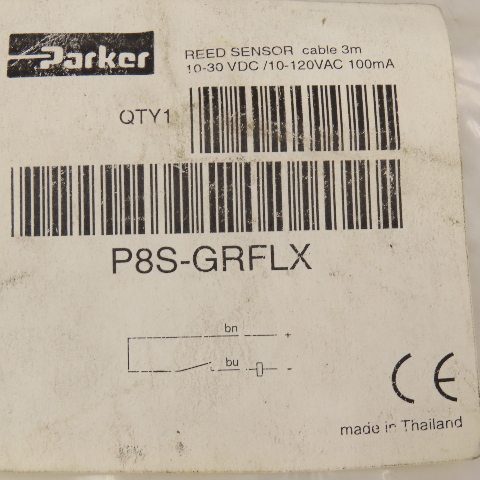 Parker
REED SENSOR cable 3m
10-30 VDC /10-120VAC 100mA
QTY1
P8S-GRFLX
bn +
bu -
CE
made in Thailand